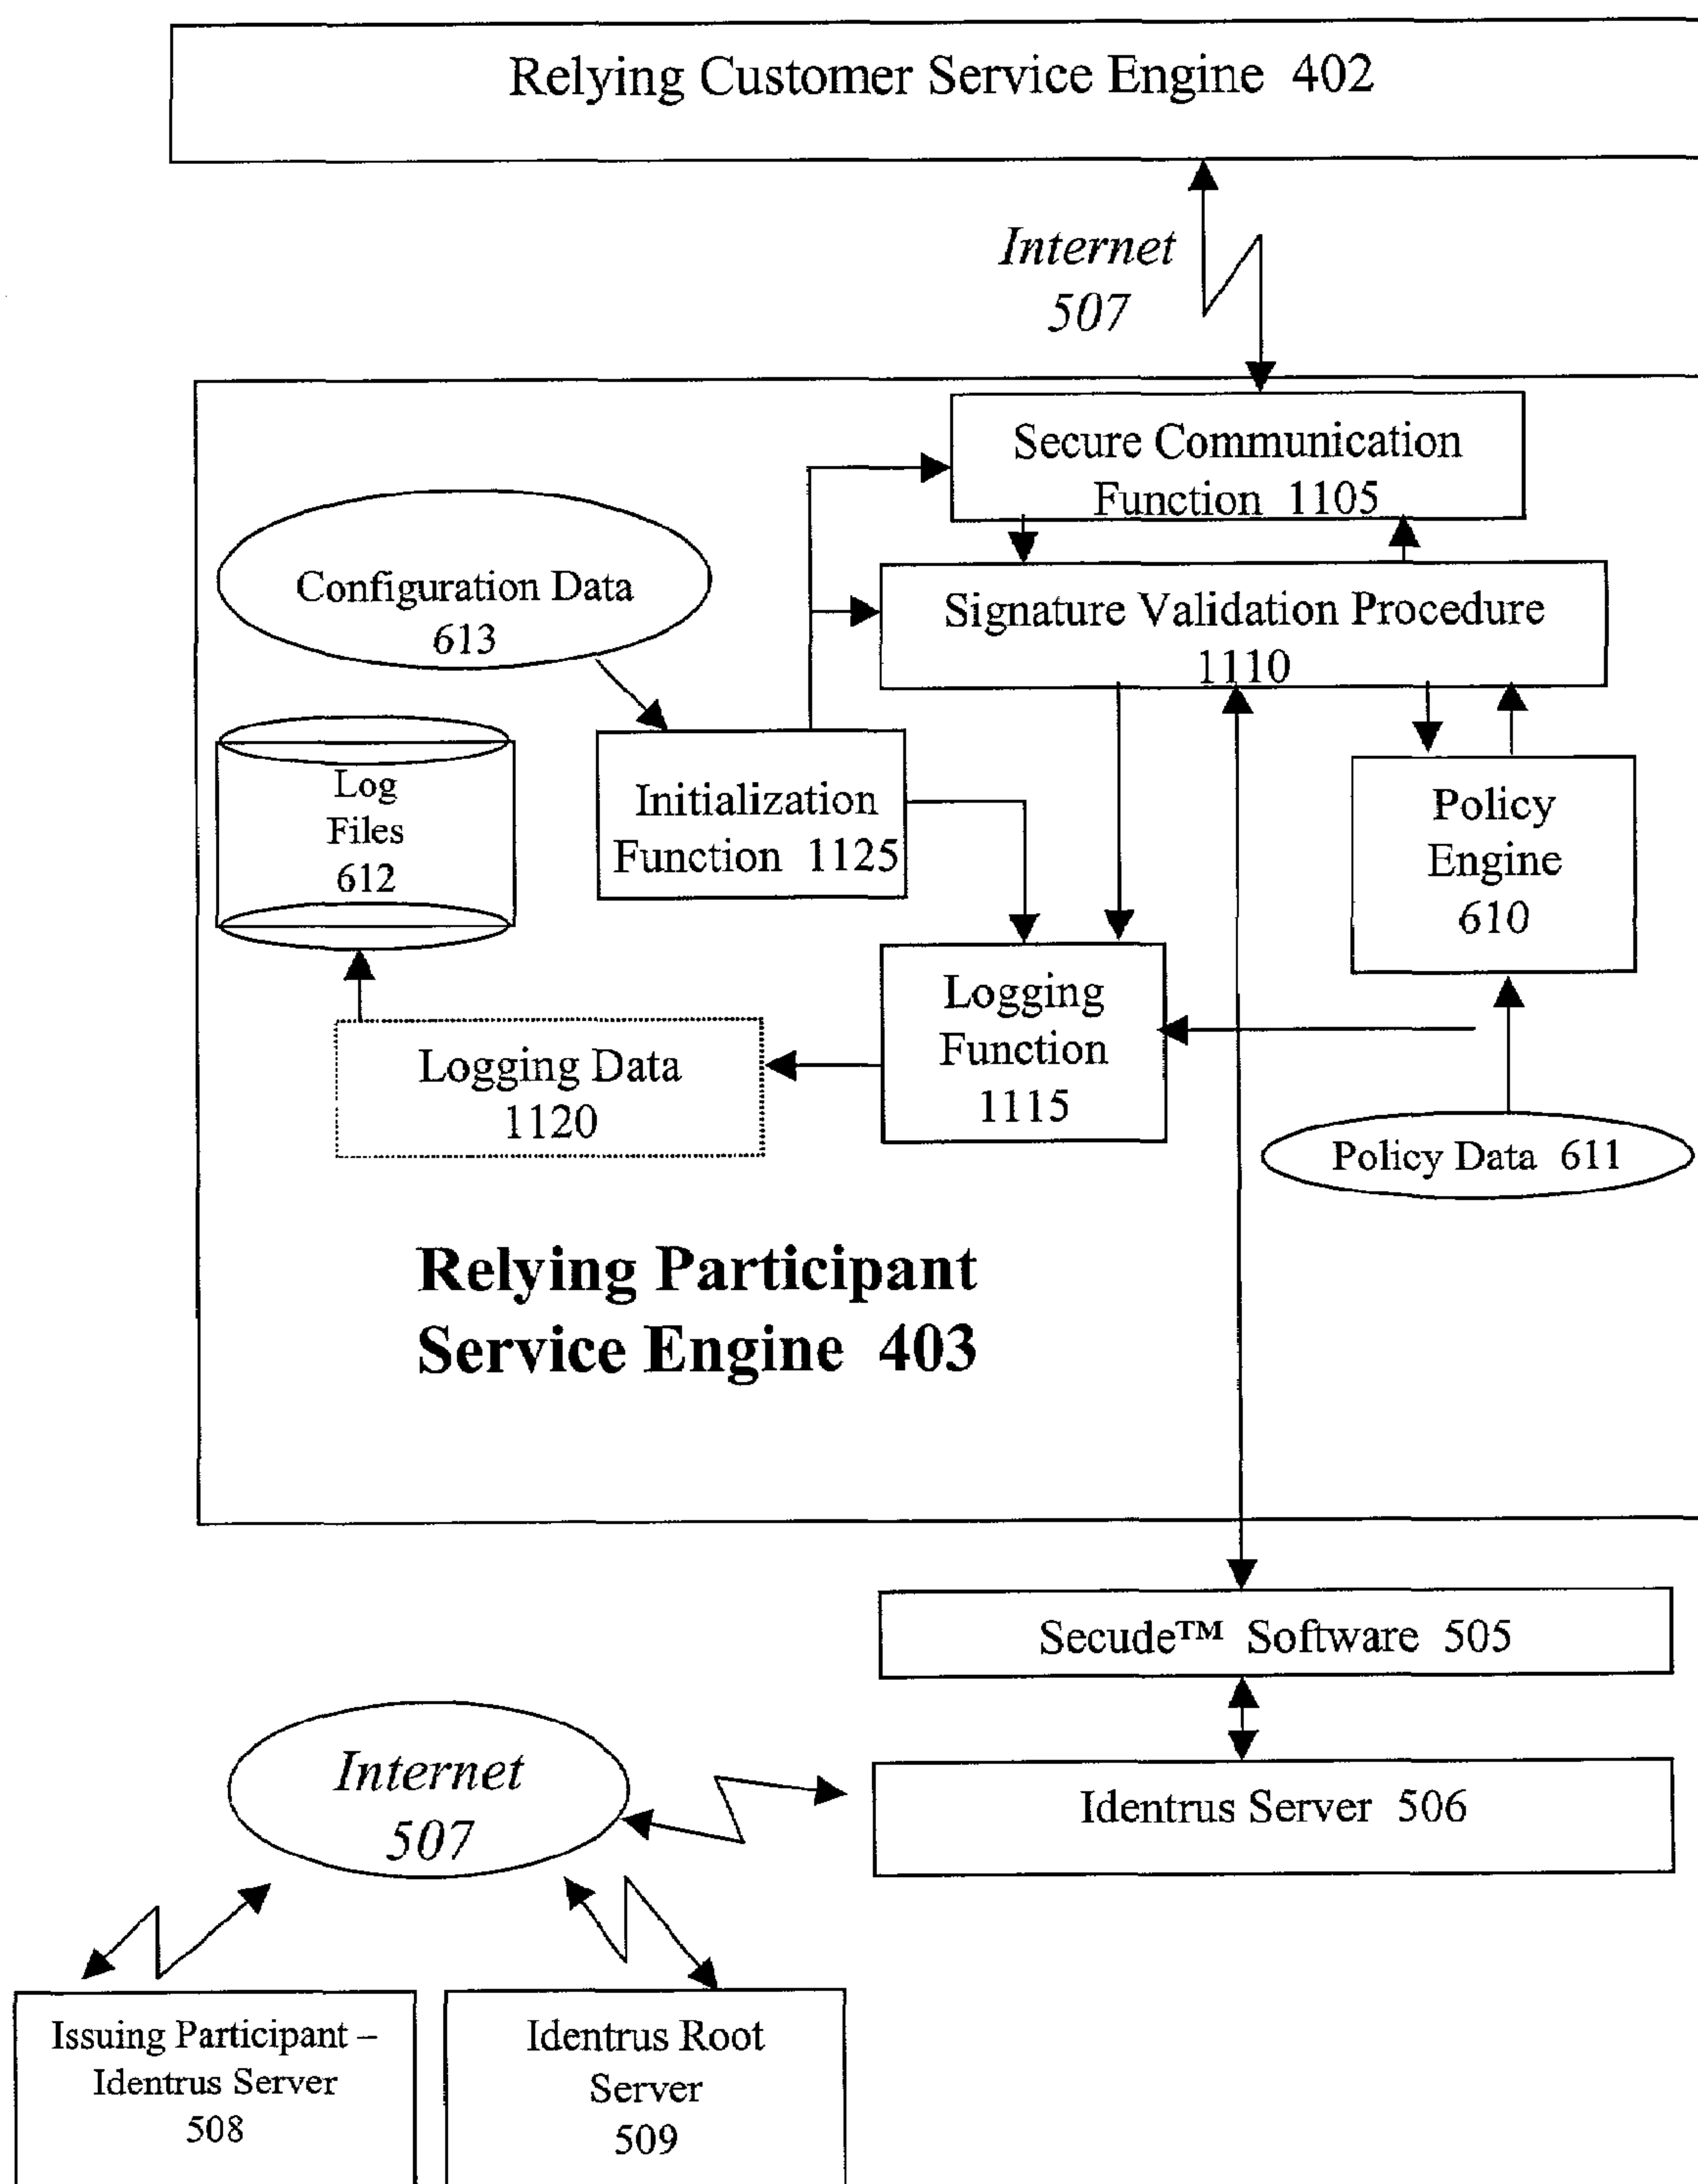 Relying Customer Service Engine 402
Internet
507
Secure Communication
Function 1105
Configuration Data
613
Signature Validation Procedure
1110
Log
Files
612
Initialization
Function 1125
Policy
Engine
610
Logging
Function
1115
Logging Data
1120
Policy Data 611
Relying Participant
Service Engine 403
Secude™ Software 505
Internet
507
Identrus Server 506
Issuing Participant –
Identrus Server
508
Identrus Root
Server
509